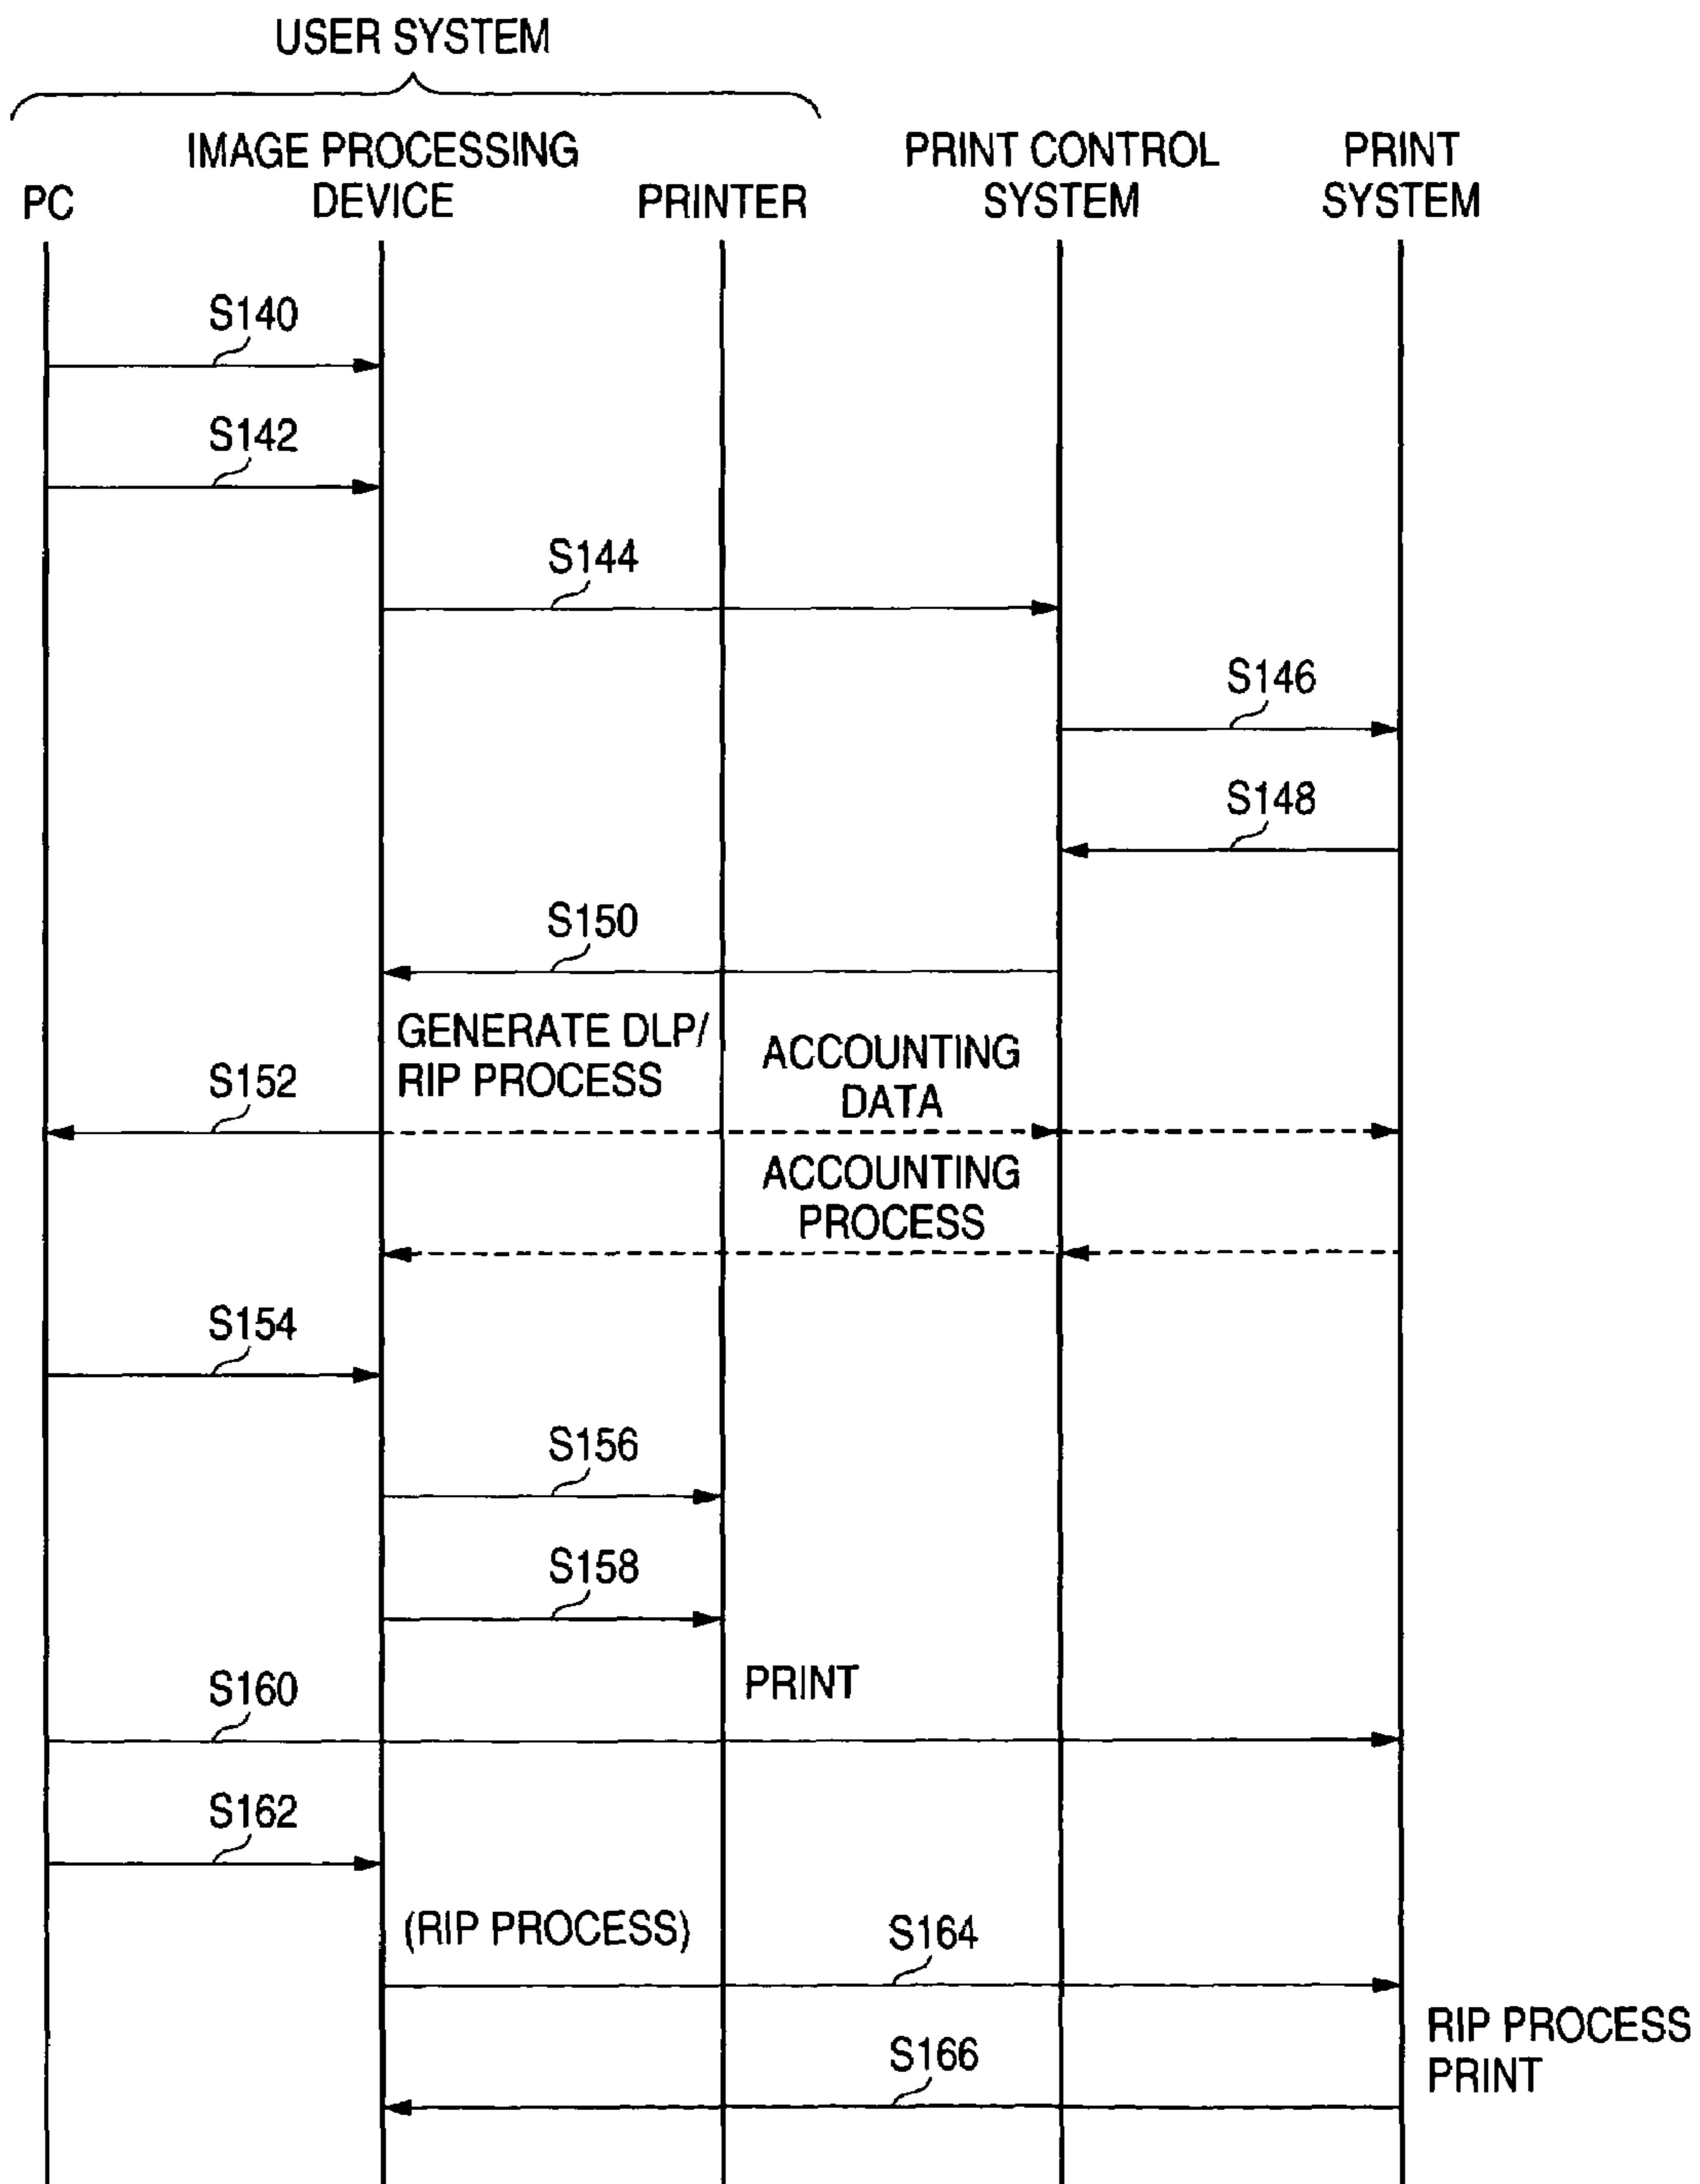 USER SYSTEM
IMAGE PROCESSING
DEVICE
PC
PRINTER
PRINT CONTROL
SYSTEM
PRINT
SYSTEM
S140
S142
S144
S146
S148
S150
GENERATE DLP/
RIP PROCESS
ACCOUNTING
DATA
S152
ACCOUNTING
PROCESS
S154
S156
S158
PRINT
S160
S162
(RIP PROCESS)
S164
RIP PROCESS
PRINT
S166